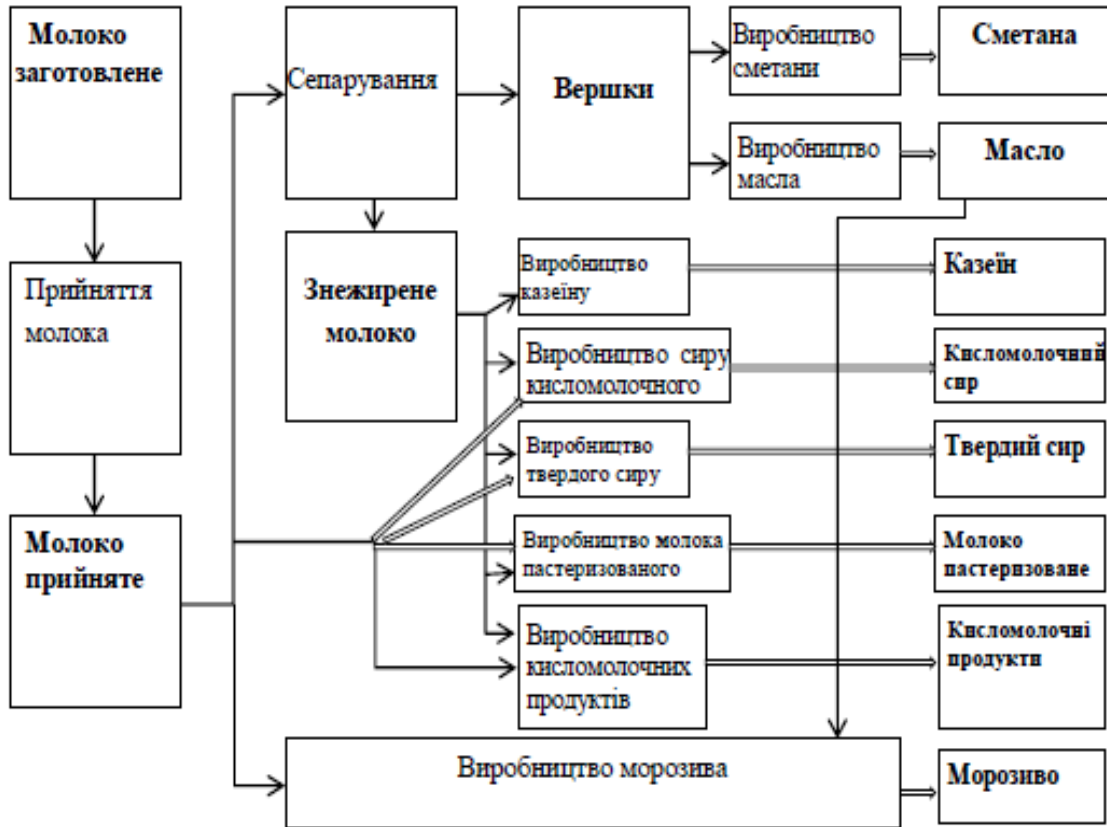 Молоко
заготовлене
Сепарування
Вершки
Виробництво
сметани
Сметана
Виробництво
масла
Масло
Прийняття
молока
Знежирене
молоко
Виробництво
казеїну
Казеїн
Виробництво сиру
кисломолочного
Кисломолочний
сир
Виробництво
твердого сиру
Твердий сир
Молоко
прийняте
Виробництво молока
пастеризованого
Молоко
пастеризоване
Виробництво
кисломолочних
продуктів
Кисломолочні
продукти
Виробництво морозива
Морозиво